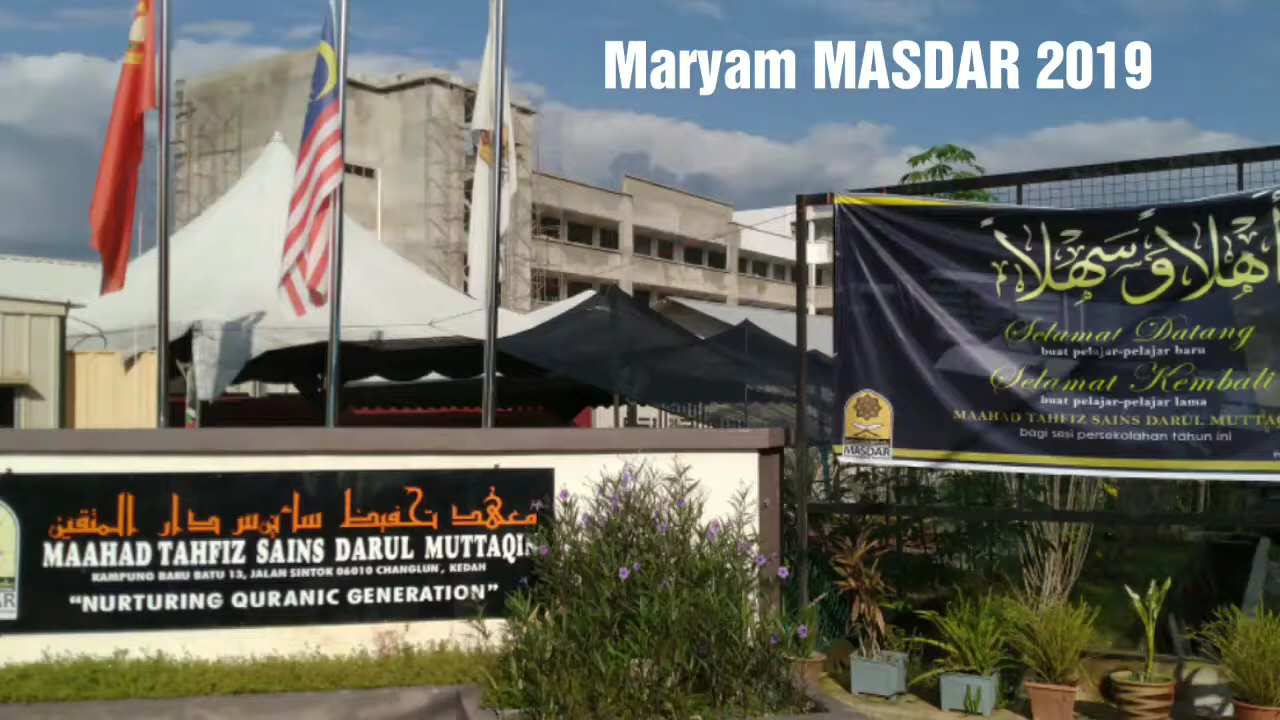 Maryam MASDAR 2019
أهلا وسهلا
Selamat Datang
buat pelajar-pelajar baru
Selamat Kembali
buat pelajar-pelajar lama
MAAHAD TAHFIZ SAINS DARUL
bagi sesi persekolahan tahun ini
MASDAR
معهد تحفيظ ساينس دار المتقين
MAAHAD TAHFIZ SAINS DARUL MUTTAQIN
KAMPUNG BARU BATU 13, JALAN SINTOK 06010 CHANGLUN, KEDAH
"NURTURING QURANIC GENERATION"